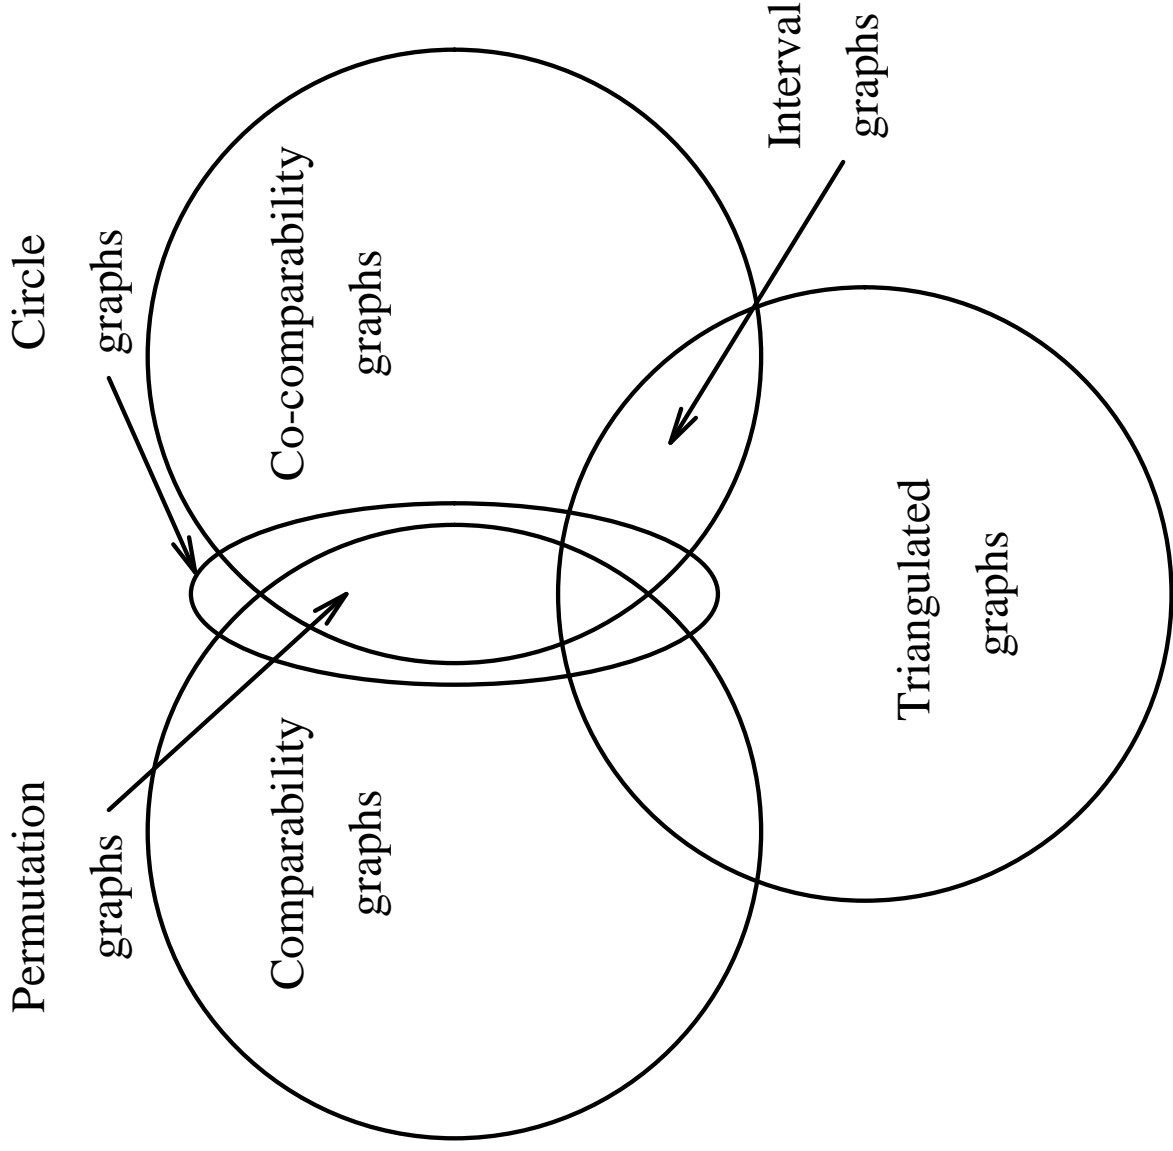 Permutation
graphs
Circle
graphs
Comparability
graphs
Co-comparability
graphs
Interval
graphs
Triangulated
graphs